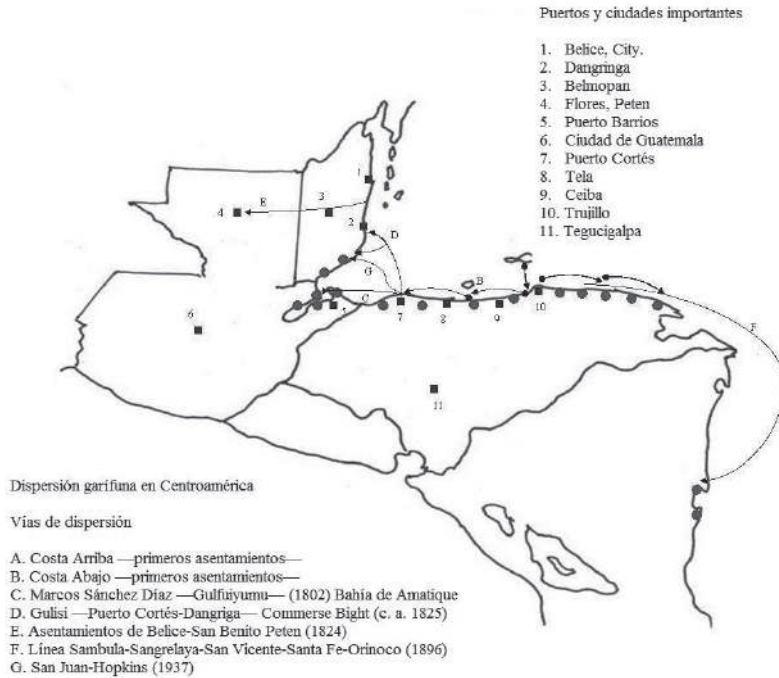 Puertos y ciudades importantes
1. Belice, City.
2. Dangringa
3. Belmopan
4. Flores, Peten
5. Puerto Barrios
6. Ciudad de Guatemala
7. Puerto Cortés
8. Tela
9. Ceiba
10. Trujillo
11. Tegucigalpa
1
E
3
4
2
D
G
B
C
6
5
7
8
9
10
F
11
Dispersión garífuna en Centroamérica
Vías de dispersión
A. Costa Arriba —primeros asentamientos—
B. Costa Abajo —primeros asentamientos—
C. Marcos Sánchez Díaz —Gulfuiyumu— (1802) Bahía de Amatique
D. Gulisi —Puerto Cortés-Dangriga— Commerse Bight (c. a. 1825)
E. Asentamientos de Belice-San Benito Peten (1824)
F. Línea Sambula-Sangrelaya-San Vicente-Santa Fe-Orinoco (1896)
G. San Juan-Hopkins (1937)